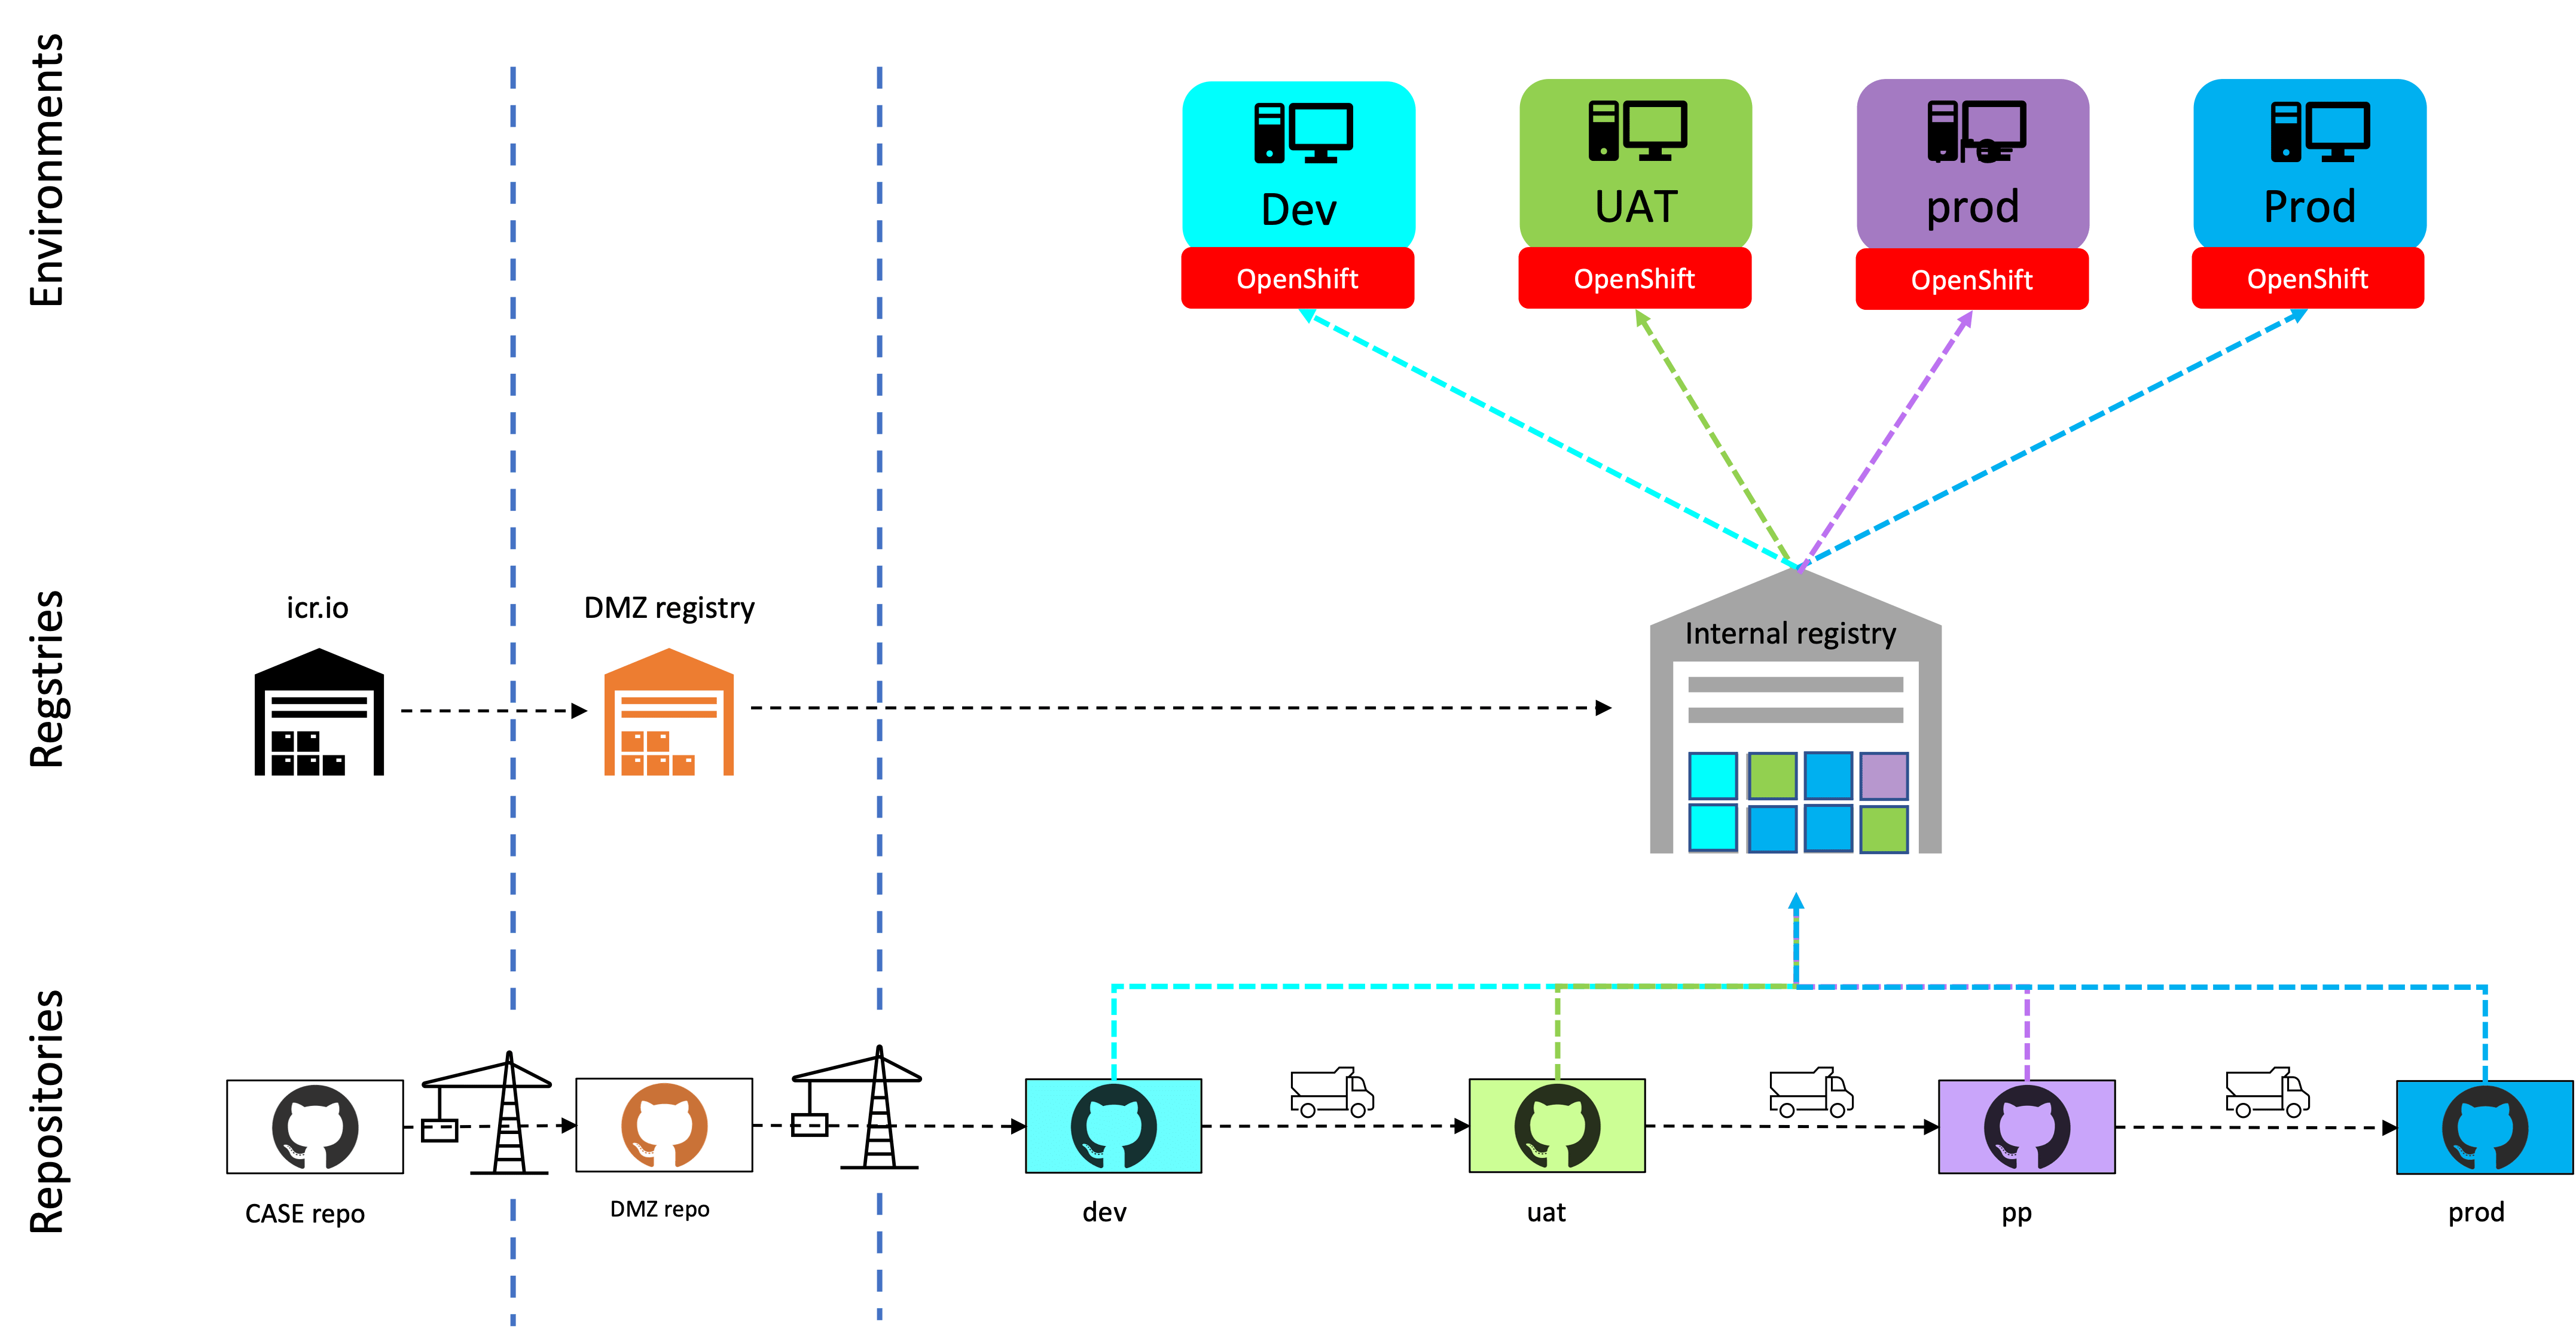 Environments
Dev
UAT
prod
Prod
OpenShift
OpenShift
OpenShift
OpenShift
Regstries
icr.io
DMZ registry
Internal registry
Repositories
CASE repo
DMZ repo
dev
uat
pp
prod